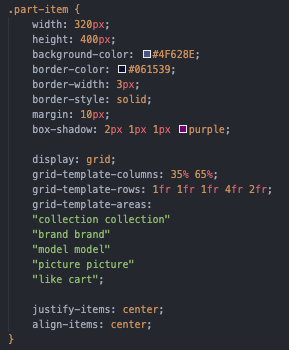 .part-item {
width: 320px;
height: 400px;
background-color: #4F628E;
border-color: #061539;
border-width: 3px;
border-style: solid;
margin: 10px;
box-shadow: 2px 1px 1px purple;
display: grid;
grid-template-columns: 35% 65%;
grid-template-rows: 1fr 1fr 1fr 4fr 2fr;
grid-template-areas:
"collection collection"
"brand brand"
"model model"
"picture picture"
"like cart";
justify-items: center;
align-items: center;
}